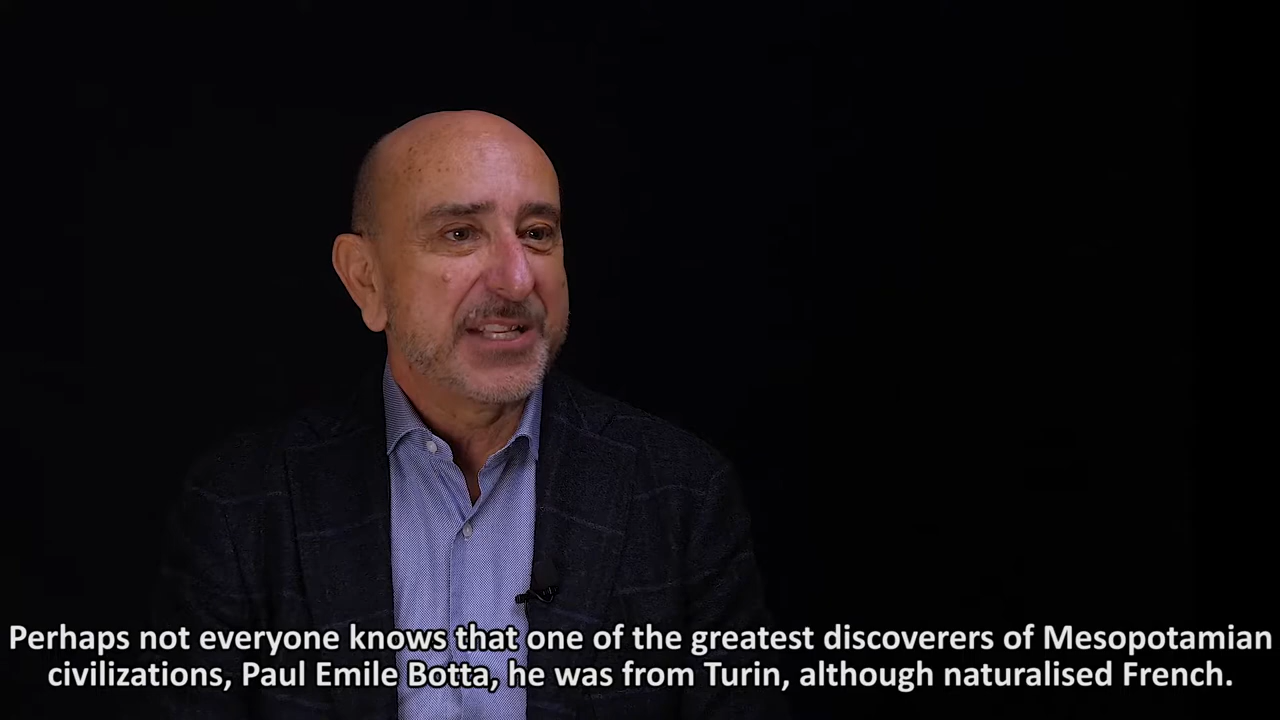 Perhaps not everyone knows that one of the greatest discoverers of Mesopotamian
civilizations, Paul Emile Botta, he was from Turin, although naturalised French.